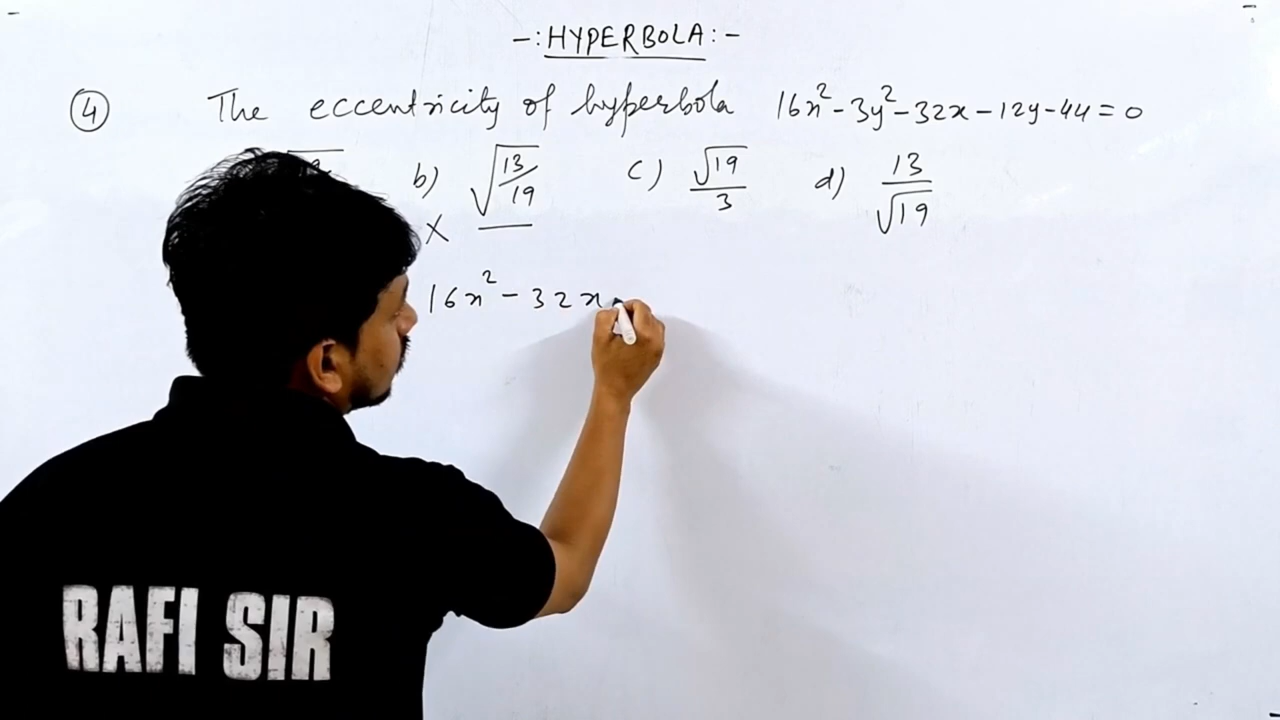 -: HYPERBOLA :-
④ The eccentricity of hyperbola 16x² - 3y² - 32x - 12y - 44 = 0
b) √13/19 c) √19/3 d) 13/√19
X
16x² - 32x
RAFI SIR